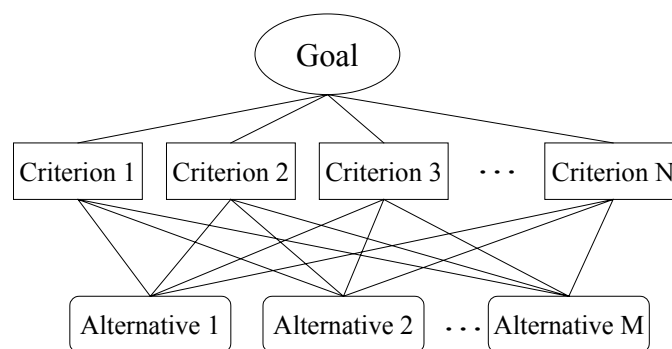 Goal
Criterion 1
Criterion 2
Criterion 3
...
Criterion N
Alternative 1
Alternative 2
...
Alternative M